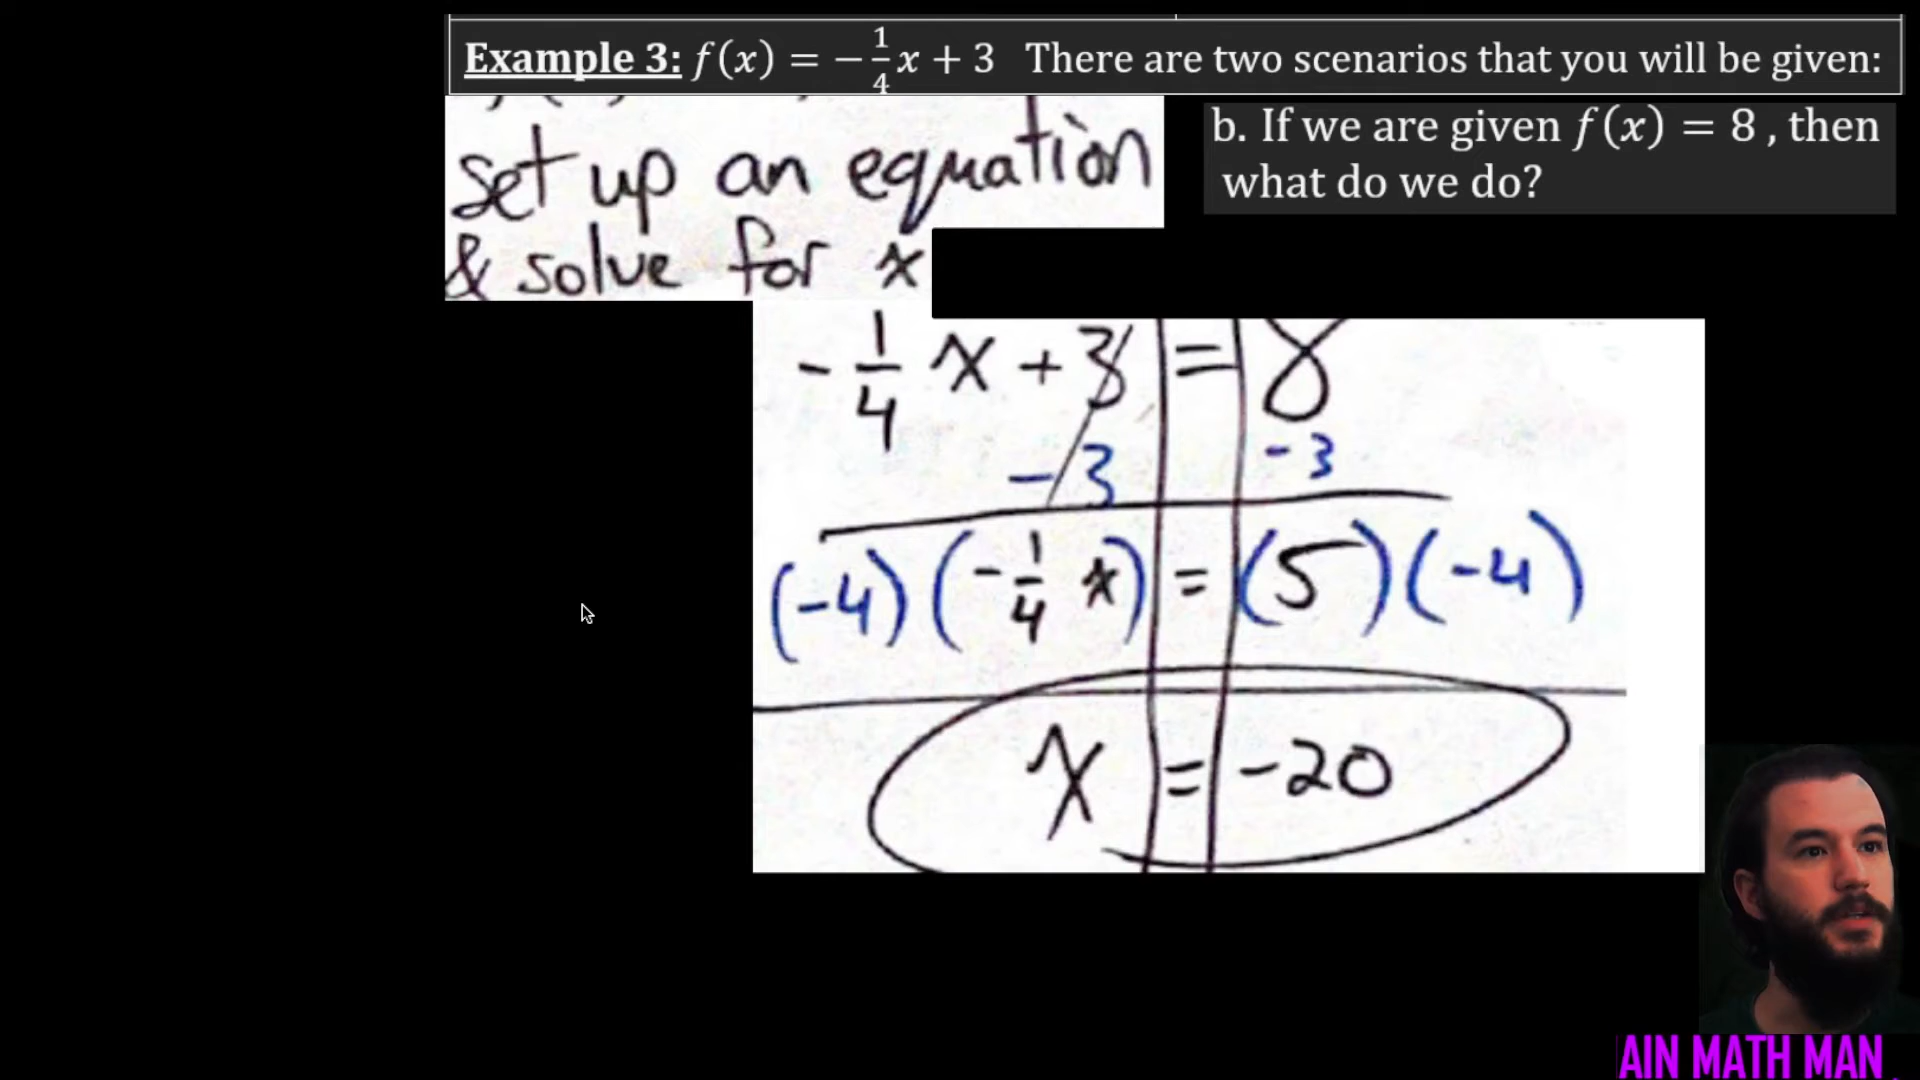 Example 3: f(x) = −1/4x + 3 There are two scenarios that you will be given:
set up an equation
& solve for x
b. If we are given f(x) = 8 , then
what do we do?
-1/4 x + 3 = 8
-3 -3
(-4)(-1/4 x) = (5)(-4)
x = -20
AIN MATH MAN